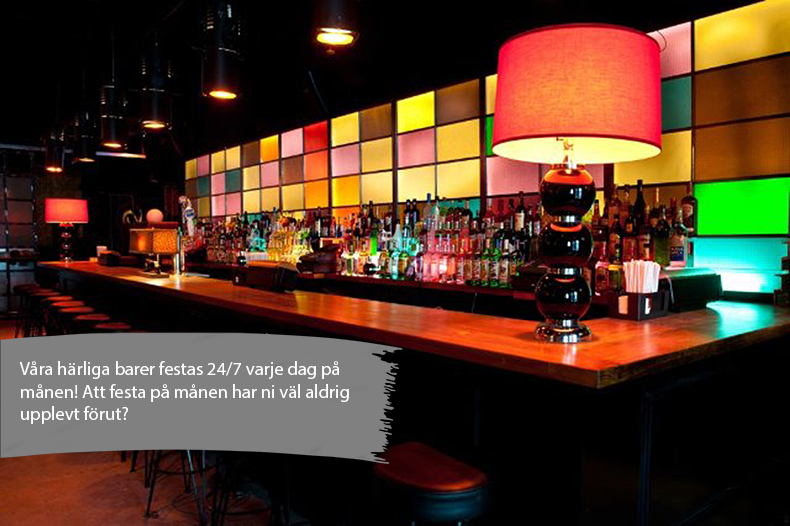 Våra härliga barer festas 24/7 varje dag på
månen! Att festa på månen har ni väl aldrig
upplevt förut?